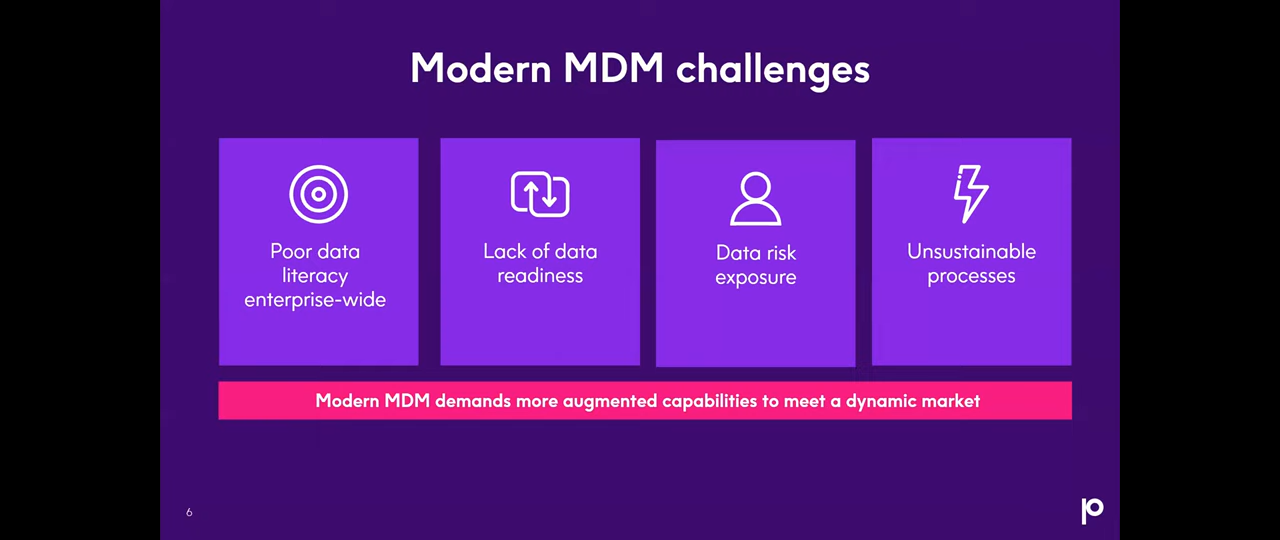 Modern MDM challenges
Poor data
literacy
enterprise-wide
Lack of data
readiness
Data risk
exposure
Unsustainable
processes
Modern MDM demands more augmented capabilities to meet a dynamic market
6